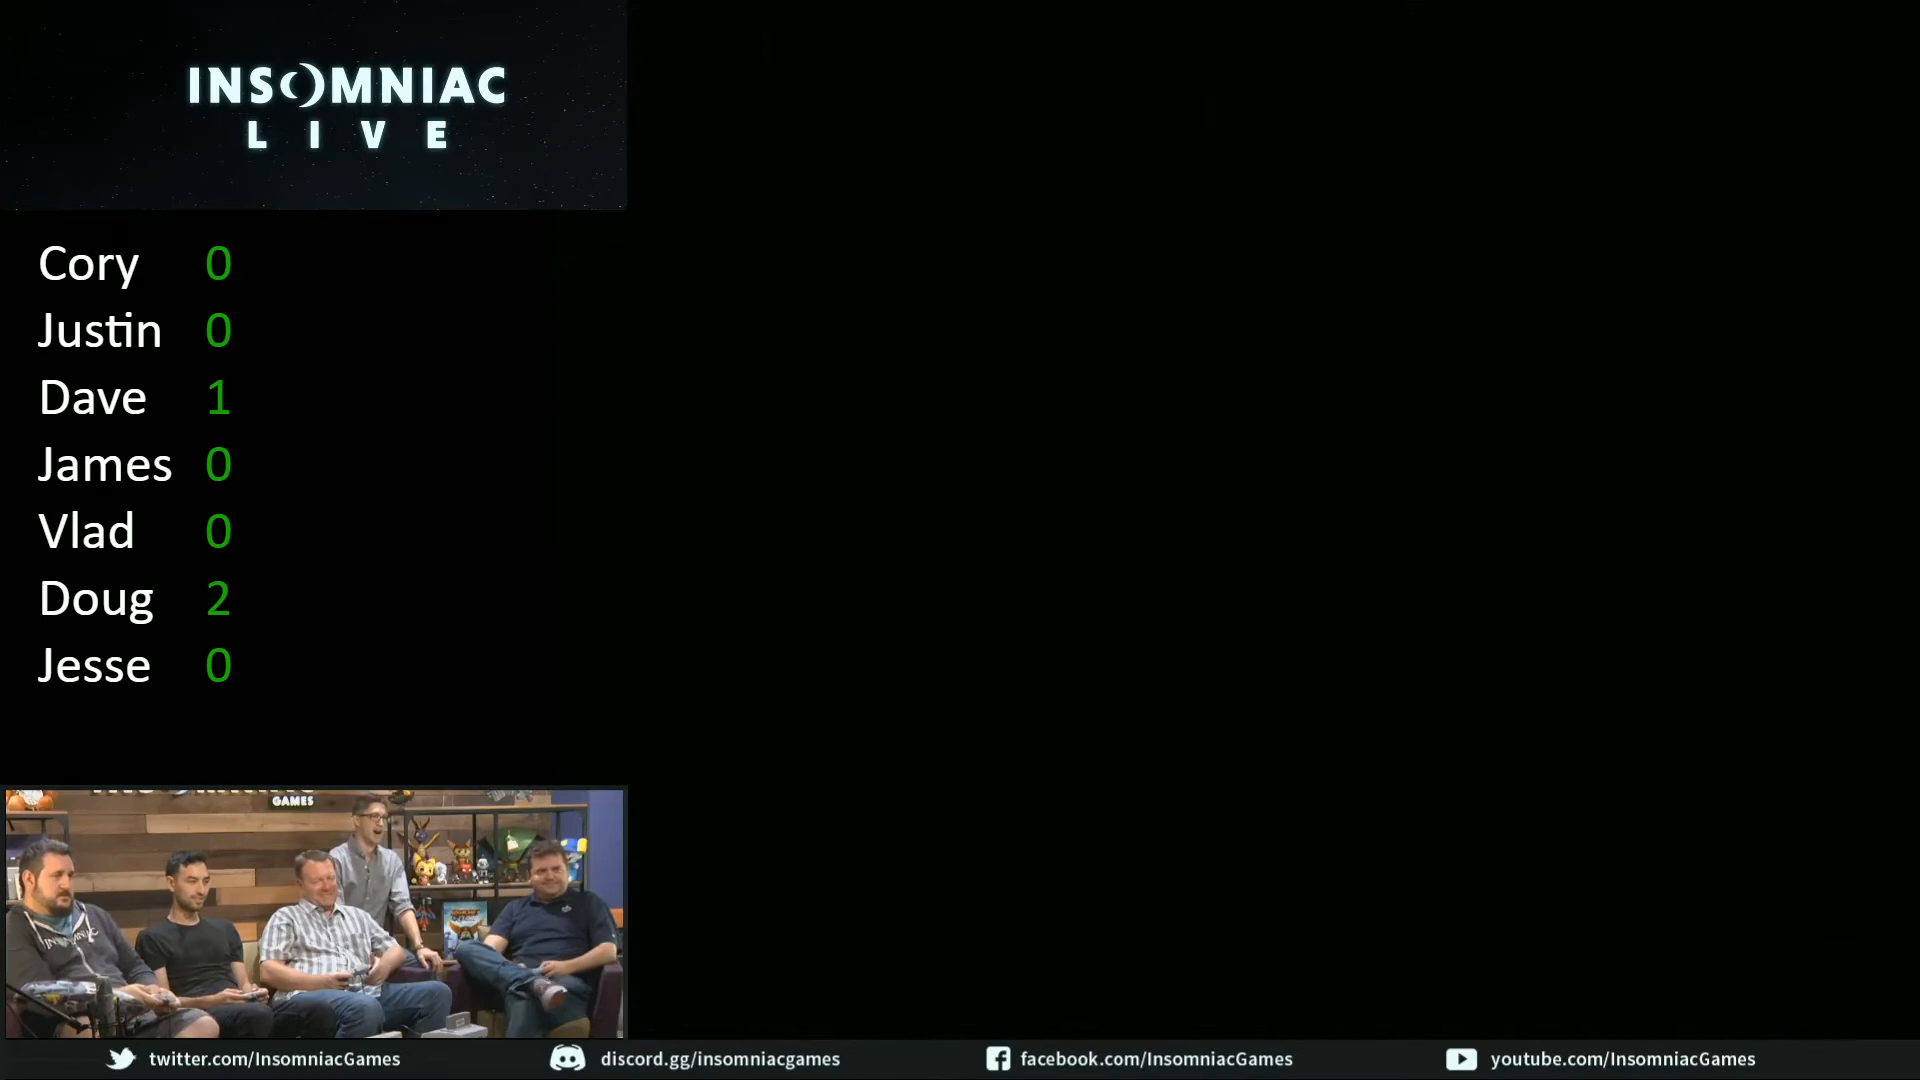 INSOMNIAC
LIVE
Cory 0
Justin 0
Dave 1
James 0
Vlad 0
Doug 2
Jesse 0
GAMES
INSOMNIAC
twitter.com/InsomniacGames
discord.gg/insomniacgames
facebook.com/InsomniacGames
youtube.com/InsomniacGames